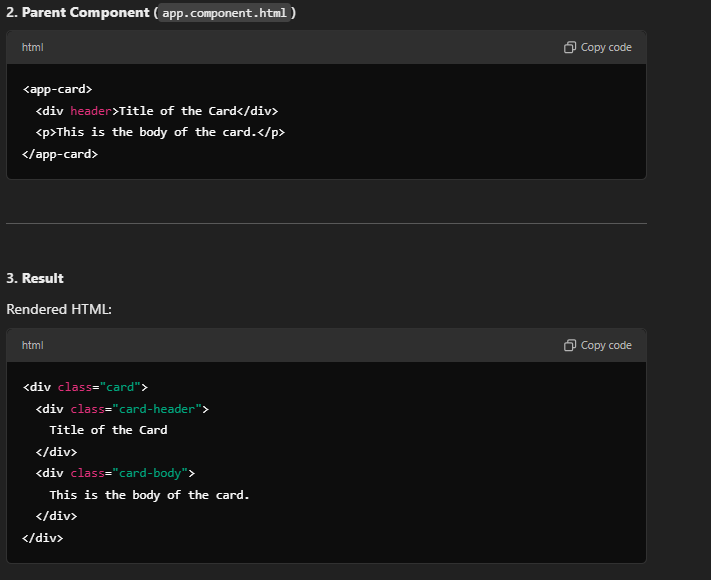 2. Parent Component (app.component.html)
html
Copy code
<app-card>
  <div header>Title of the Card</div>
  <p>This is the body of the card.</p>
</app-card>
3. Result
Rendered HTML:
html
Copy code
<div class="card">
  <div class="card-header">
    Title of the Card
  </div>
  <div class="card-body">
    This is the body of the card.
  </div>
</div>